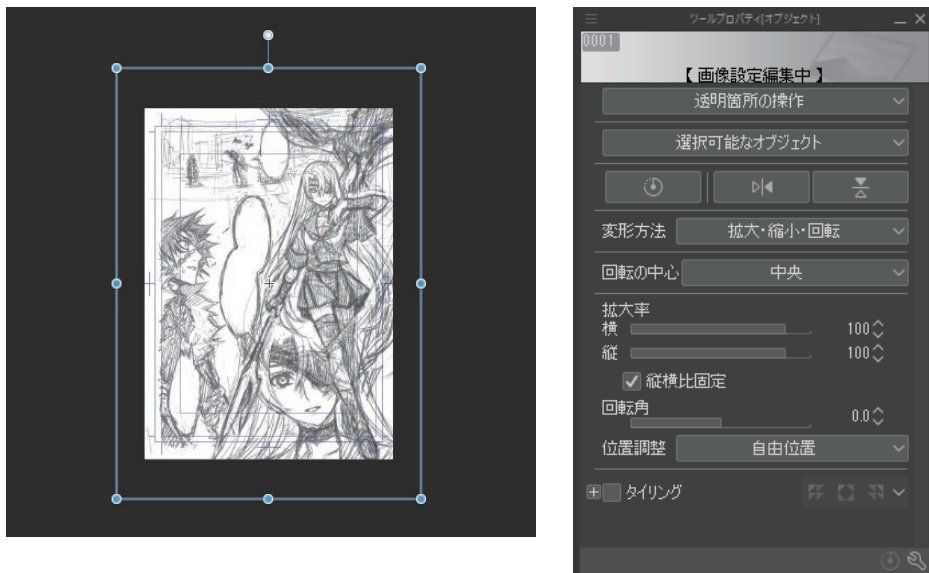 ツールプロパティ[オブジェクト]
0001
【 画像設定編集中 】
透明箇所の操作
選択可能なオブジェクト
変形方法 拡大・縮小・回転
回転の中心 中央
拡大率
横 100
縦 100
縦横比固定
回転角 0.0
位置調整 自由位置
タイリング